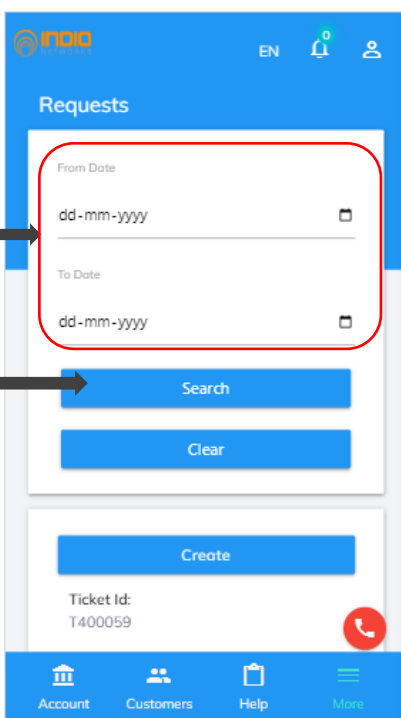 INDIO
NETWORKS
EN
0
Requests
From Date
dd-mm-yyyy
To Date
dd-mm-yyyy
Search
Clear
Create
Ticket Id:
T400059
Account Customers Help More